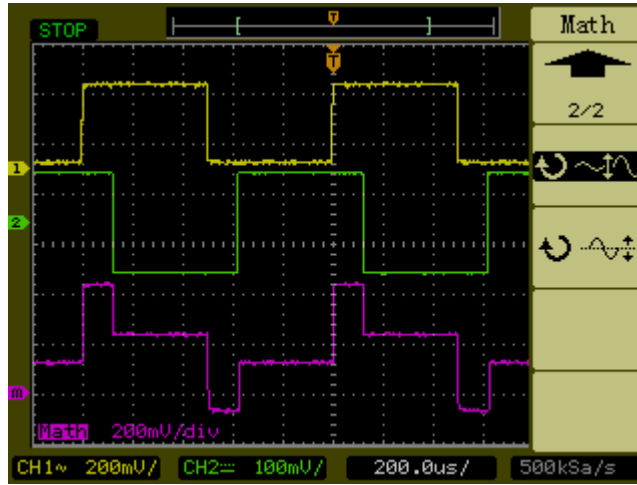 STOP
T
Math
T
2/2
1
2
m
Math 200mV/div
CH1~ 200mV/ CH2⎓ 100mV/ 200.0us/ 500kSa/s